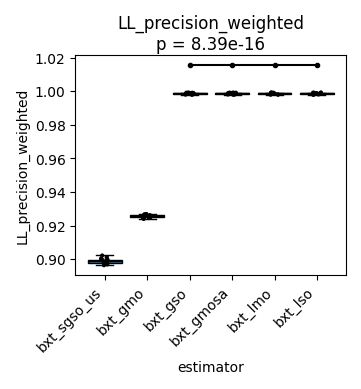 LL_precision_weighted
p = 8.39e-16
LL_precision_weighted
1.02
1.00
0.98
0.96
0.94
0.92
0.90
bxt_sgso_us
bxt_gmo
bxt_gso
bxt_gmosa
bxt_lmo
bxt_lso
estimator